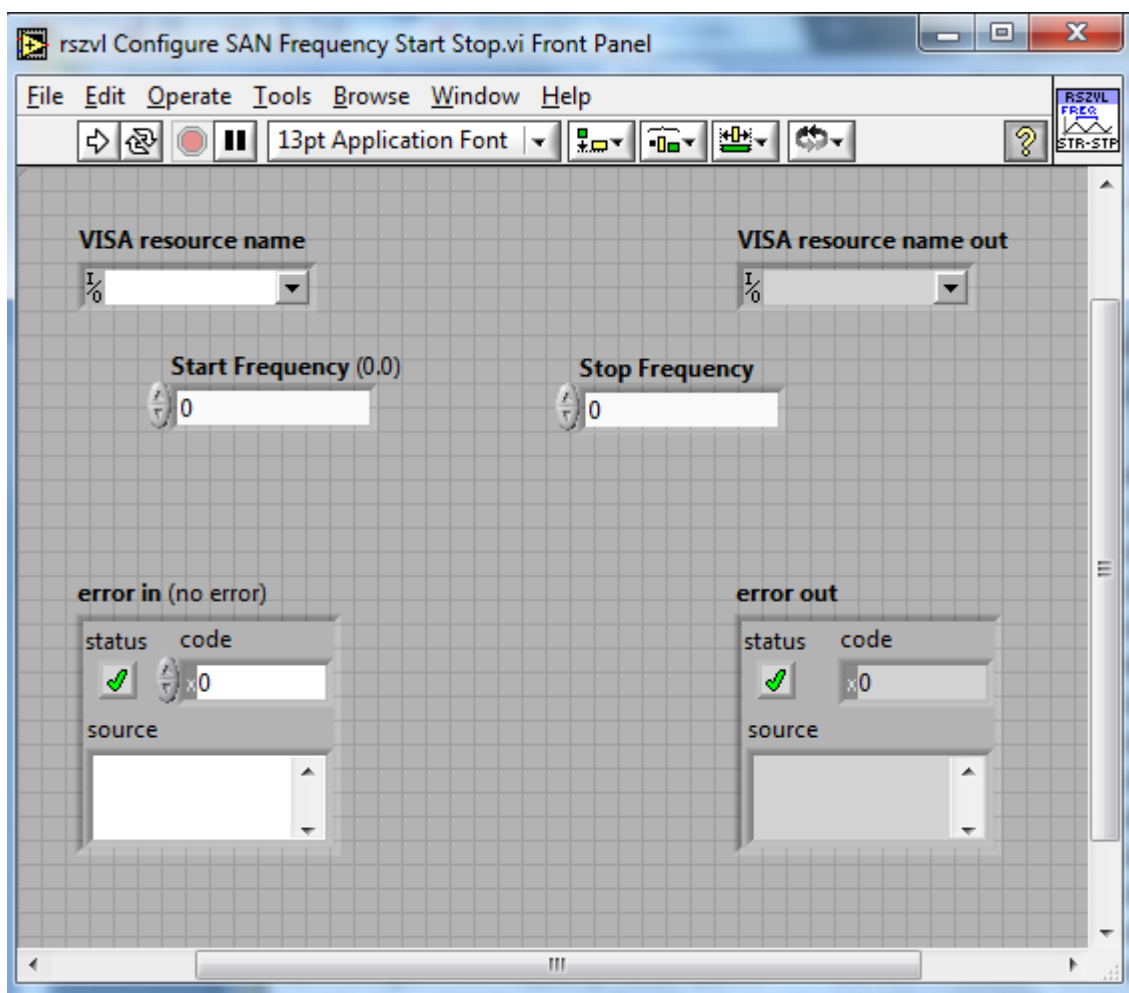 rszvl Configure SAN Frequency Start Stop.vi Front Panel
File Edit Operate Tools Browse Window Help
RSZVL
FREQ
STR-STP
13pt Application Font
?
VISA resource name
VISA resource name out
I/O
I/O
Start Frequency (0.0)
Stop Frequency
0
0
error in (no error)
error out
status code
status code
x0
x0
source
source